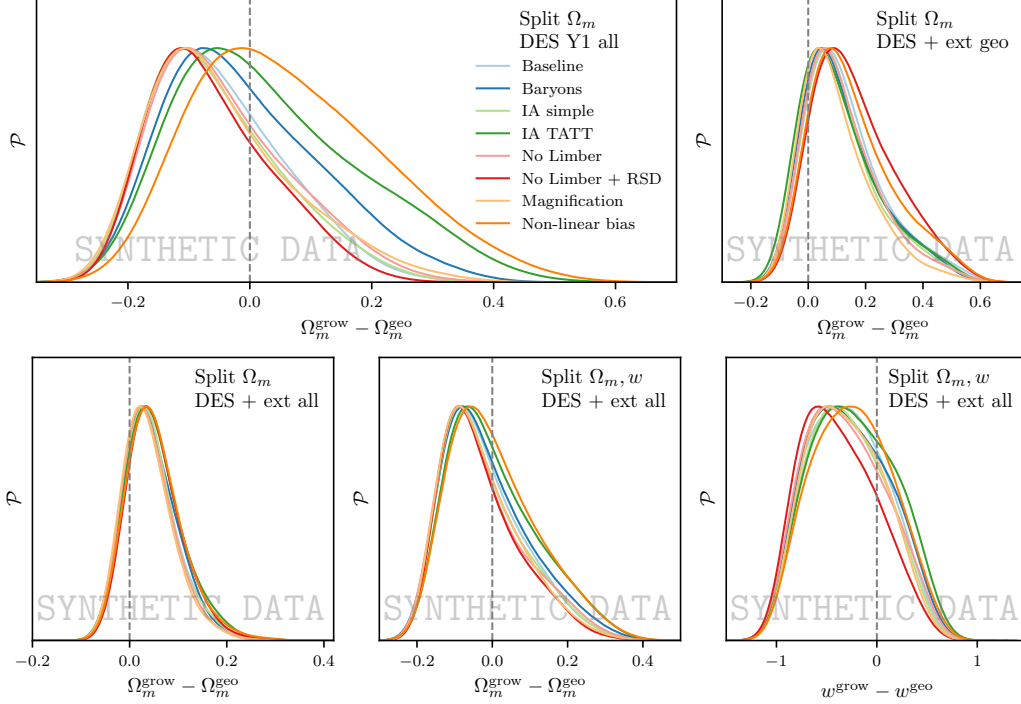 Split Ωm
DES Y1 all
Baseline
Baryons
IA simple
IA TATT
No Limber
No Limber + RSD
Magnification
Non-linear bias
SYNTHETIC DATA
𝒫
−0.2 0.0 0.2 0.4 0.6
Ωm^grow − Ωm^geo
Split Ωm
DES + ext geo
SYNTHETIC DATA
𝒫
−0.2 0.0 0.2 0.4 0.6
Ωm^grow − Ωm^geo
Split Ωm
DES + ext all
SYNTHETIC DATA
𝒫
−0.2 0.0 0.2 0.4
Ωm^grow − Ωm^geo
Split Ωm, w
DES + ext all
SYNTHETIC DATA
𝒫
−0.2 0.0 0.2 0.4
Ωm^grow − Ωm^geo
Split Ωm, w
DES + ext all
SYNTHETIC DATA
𝒫
−1 0 1
w^grow − w^geo